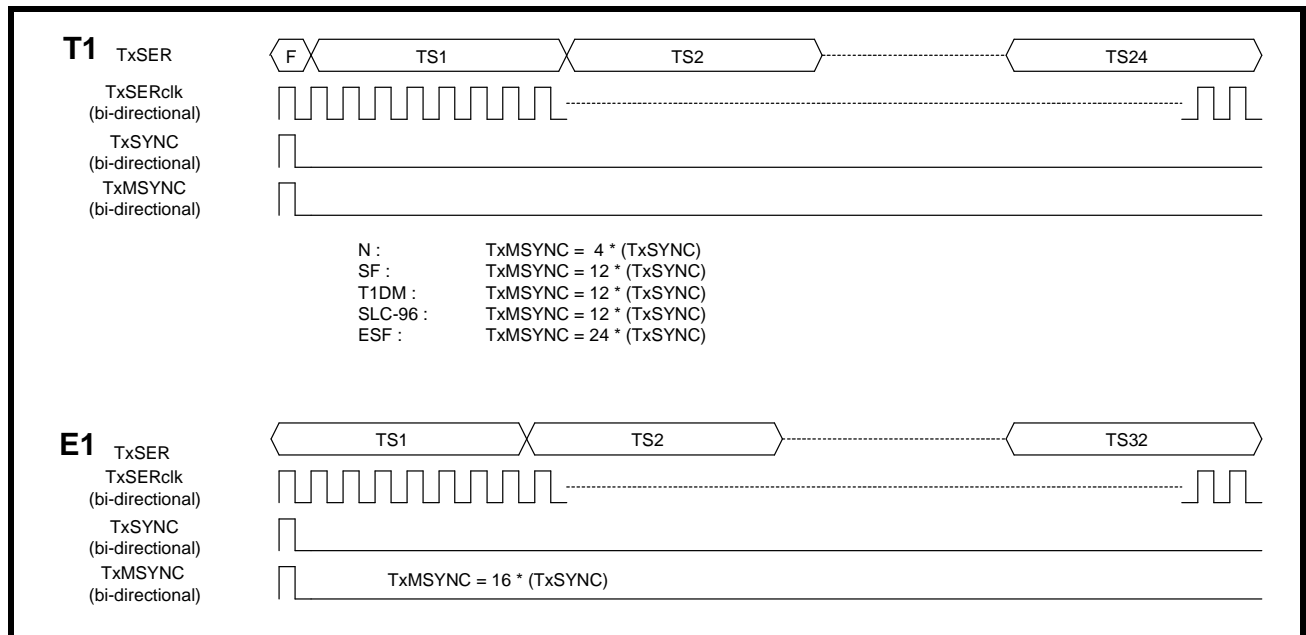 T1 TxSER F TS1 TS2 TS24
TxSERclk
(bi-directional)
TxSYNC
(bi-directional)
TxMSYNC
(bi-directional)
N : TxMSYNC = 4 * (TxSYNC)
SF : TxMSYNC = 12 * (TxSYNC)
T1DM : TxMSYNC = 12 * (TxSYNC)
SLC-96 : TxMSYNC = 12 * (TxSYNC)
ESF : TxMSYNC = 24 * (TxSYNC)
E1 TxSER TS1 TS2 TS32
TxSERclk
(bi-directional)
TxSYNC
(bi-directional)
TxMSYNC TxMSYNC = 16 * (TxSYNC)
(bi-directional)